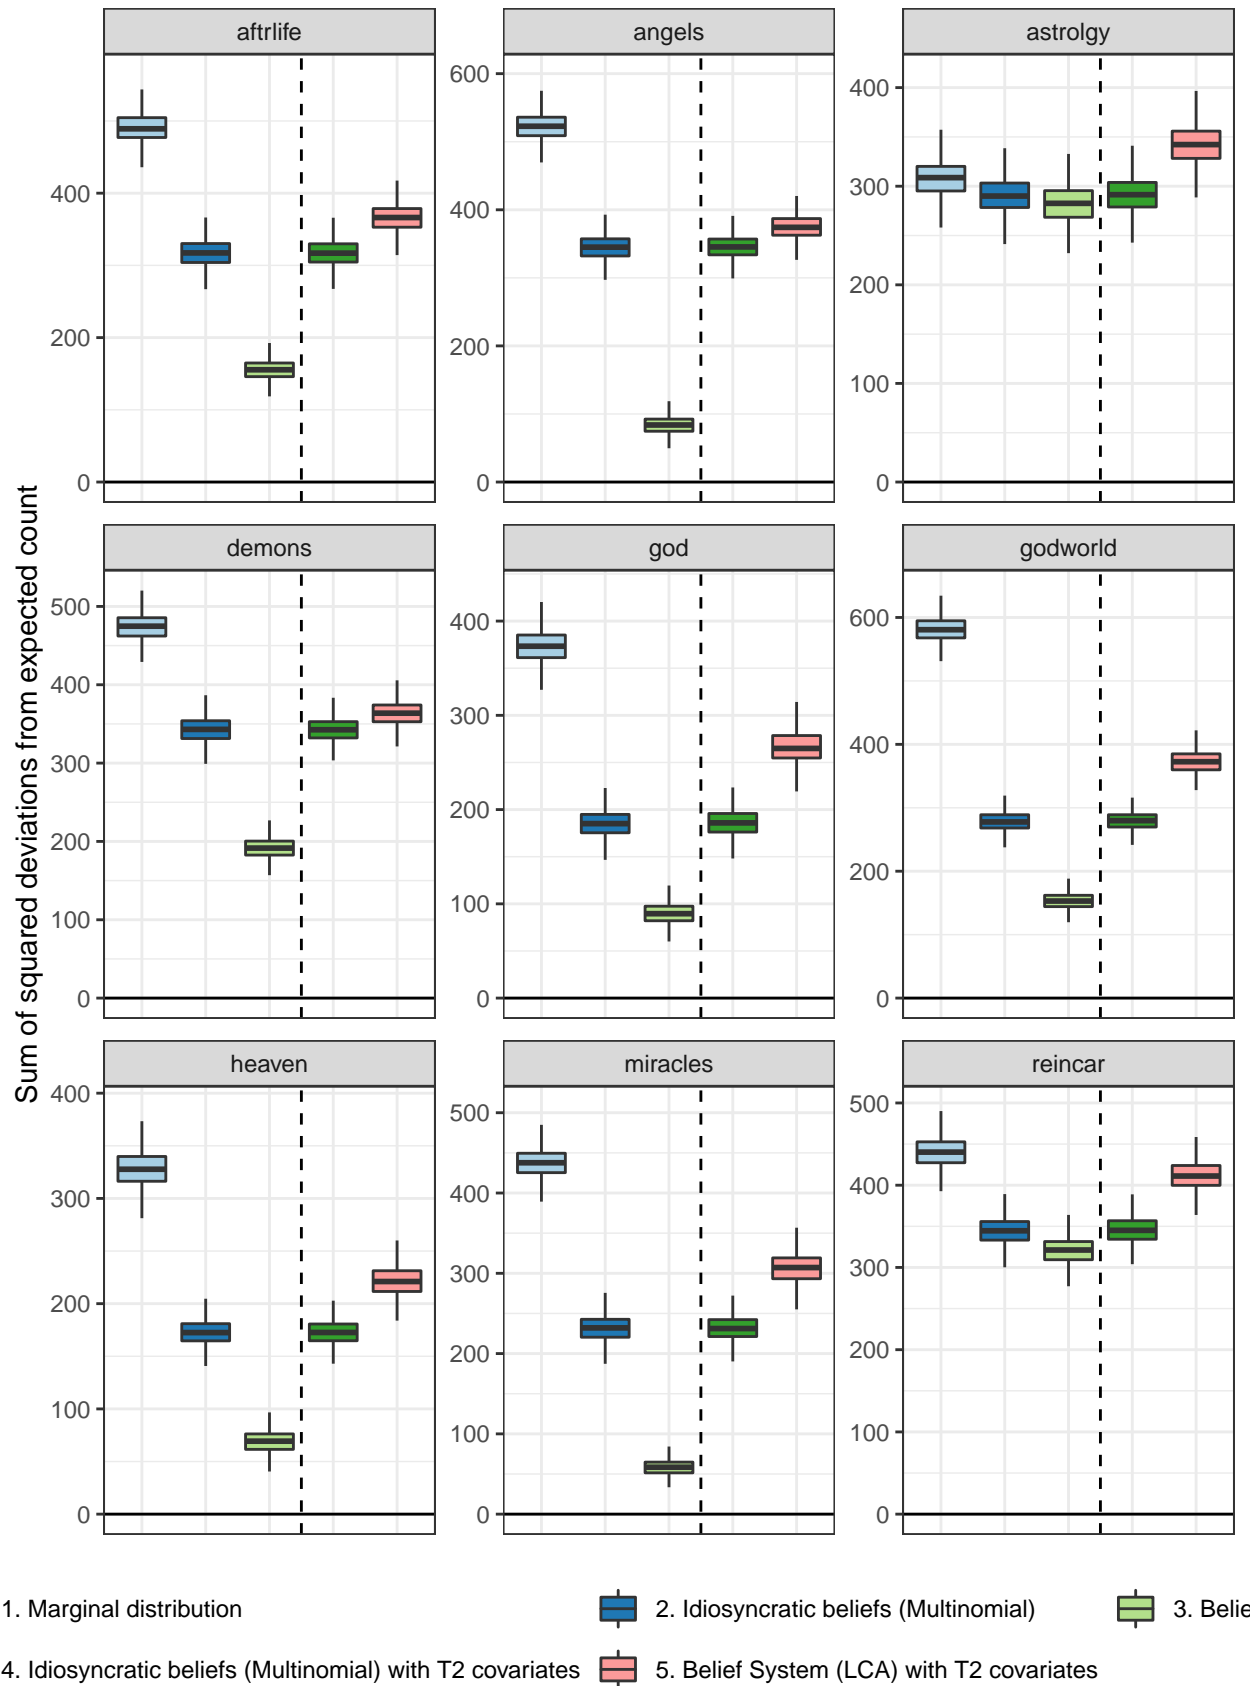 aftrlife angels astrolgy
600
400
400 400
300
200 200 200
100
0 0 0
Sum of squared deviations from expected count
demons god godworld
500 400 600
400 300 400
300 200
200 200
100 100
0 0 0
heaven miracles reincar
400 500 500
300 400 400
200 300 300
200 200
100 100 100
0 0 0
1. Marginal distribution 2. Idiosyncratic beliefs (Multinomial) 3. Belie
4. Idiosyncratic beliefs (Multinomial) with T2 covariates 5. Belief System (LCA) with T2 covariates